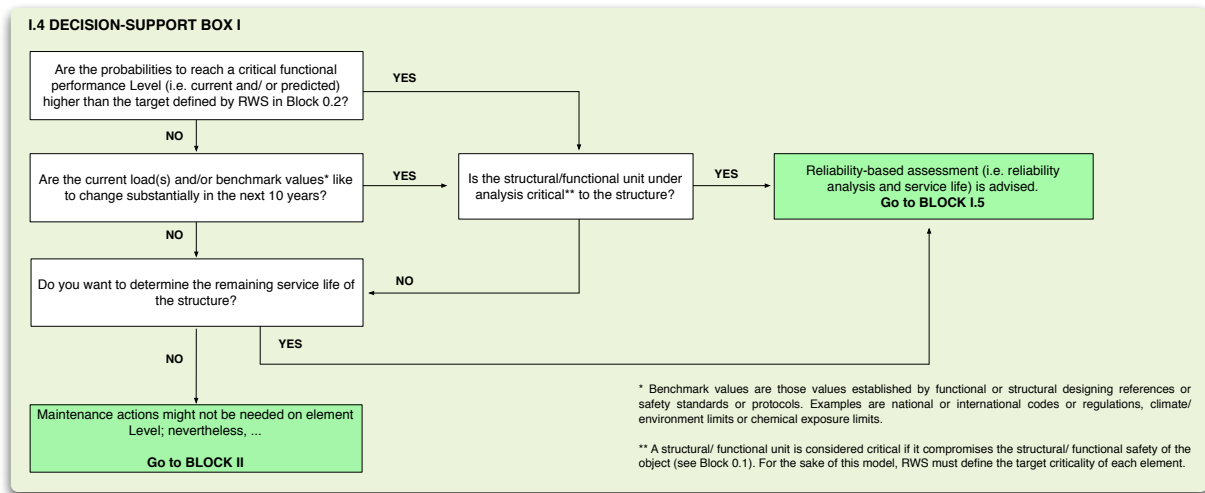 I.4 DECISION-SUPPORT BOX I
Are the probabilities to reach a critical functional
performance Level (i.e. current and/ or predicted)
higher than the target defined by RWS in Block 0.2?
YES
NO
Are the current load(s) and/or benchmark values* like
to change substantially in the next 10 years?
YES
Is the structural/functional unit under
analysis critical** to the structure?
YES
Reliability-based assessment (i.e. reliability
analysis and service life) is advised.
Go to BLOCK I.5
NO
Do you want to determine the remaining service life of
the structure?
NO
NO
YES
Maintenance actions might not be needed on element
Level; nevertheless, ...
Go to BLOCK II
* Benchmark values are those values established by functional or structural designing references or
safety standards or protocols. Examples are national or international codes or regulations, climate/
environment limits or chemical exposure limits.
** A structural/ functional unit is considered critical if it compromises the structural/ functional safety of the
object (see Block 0.1). For the sake of this model, RWS must define the target criticality of each element.